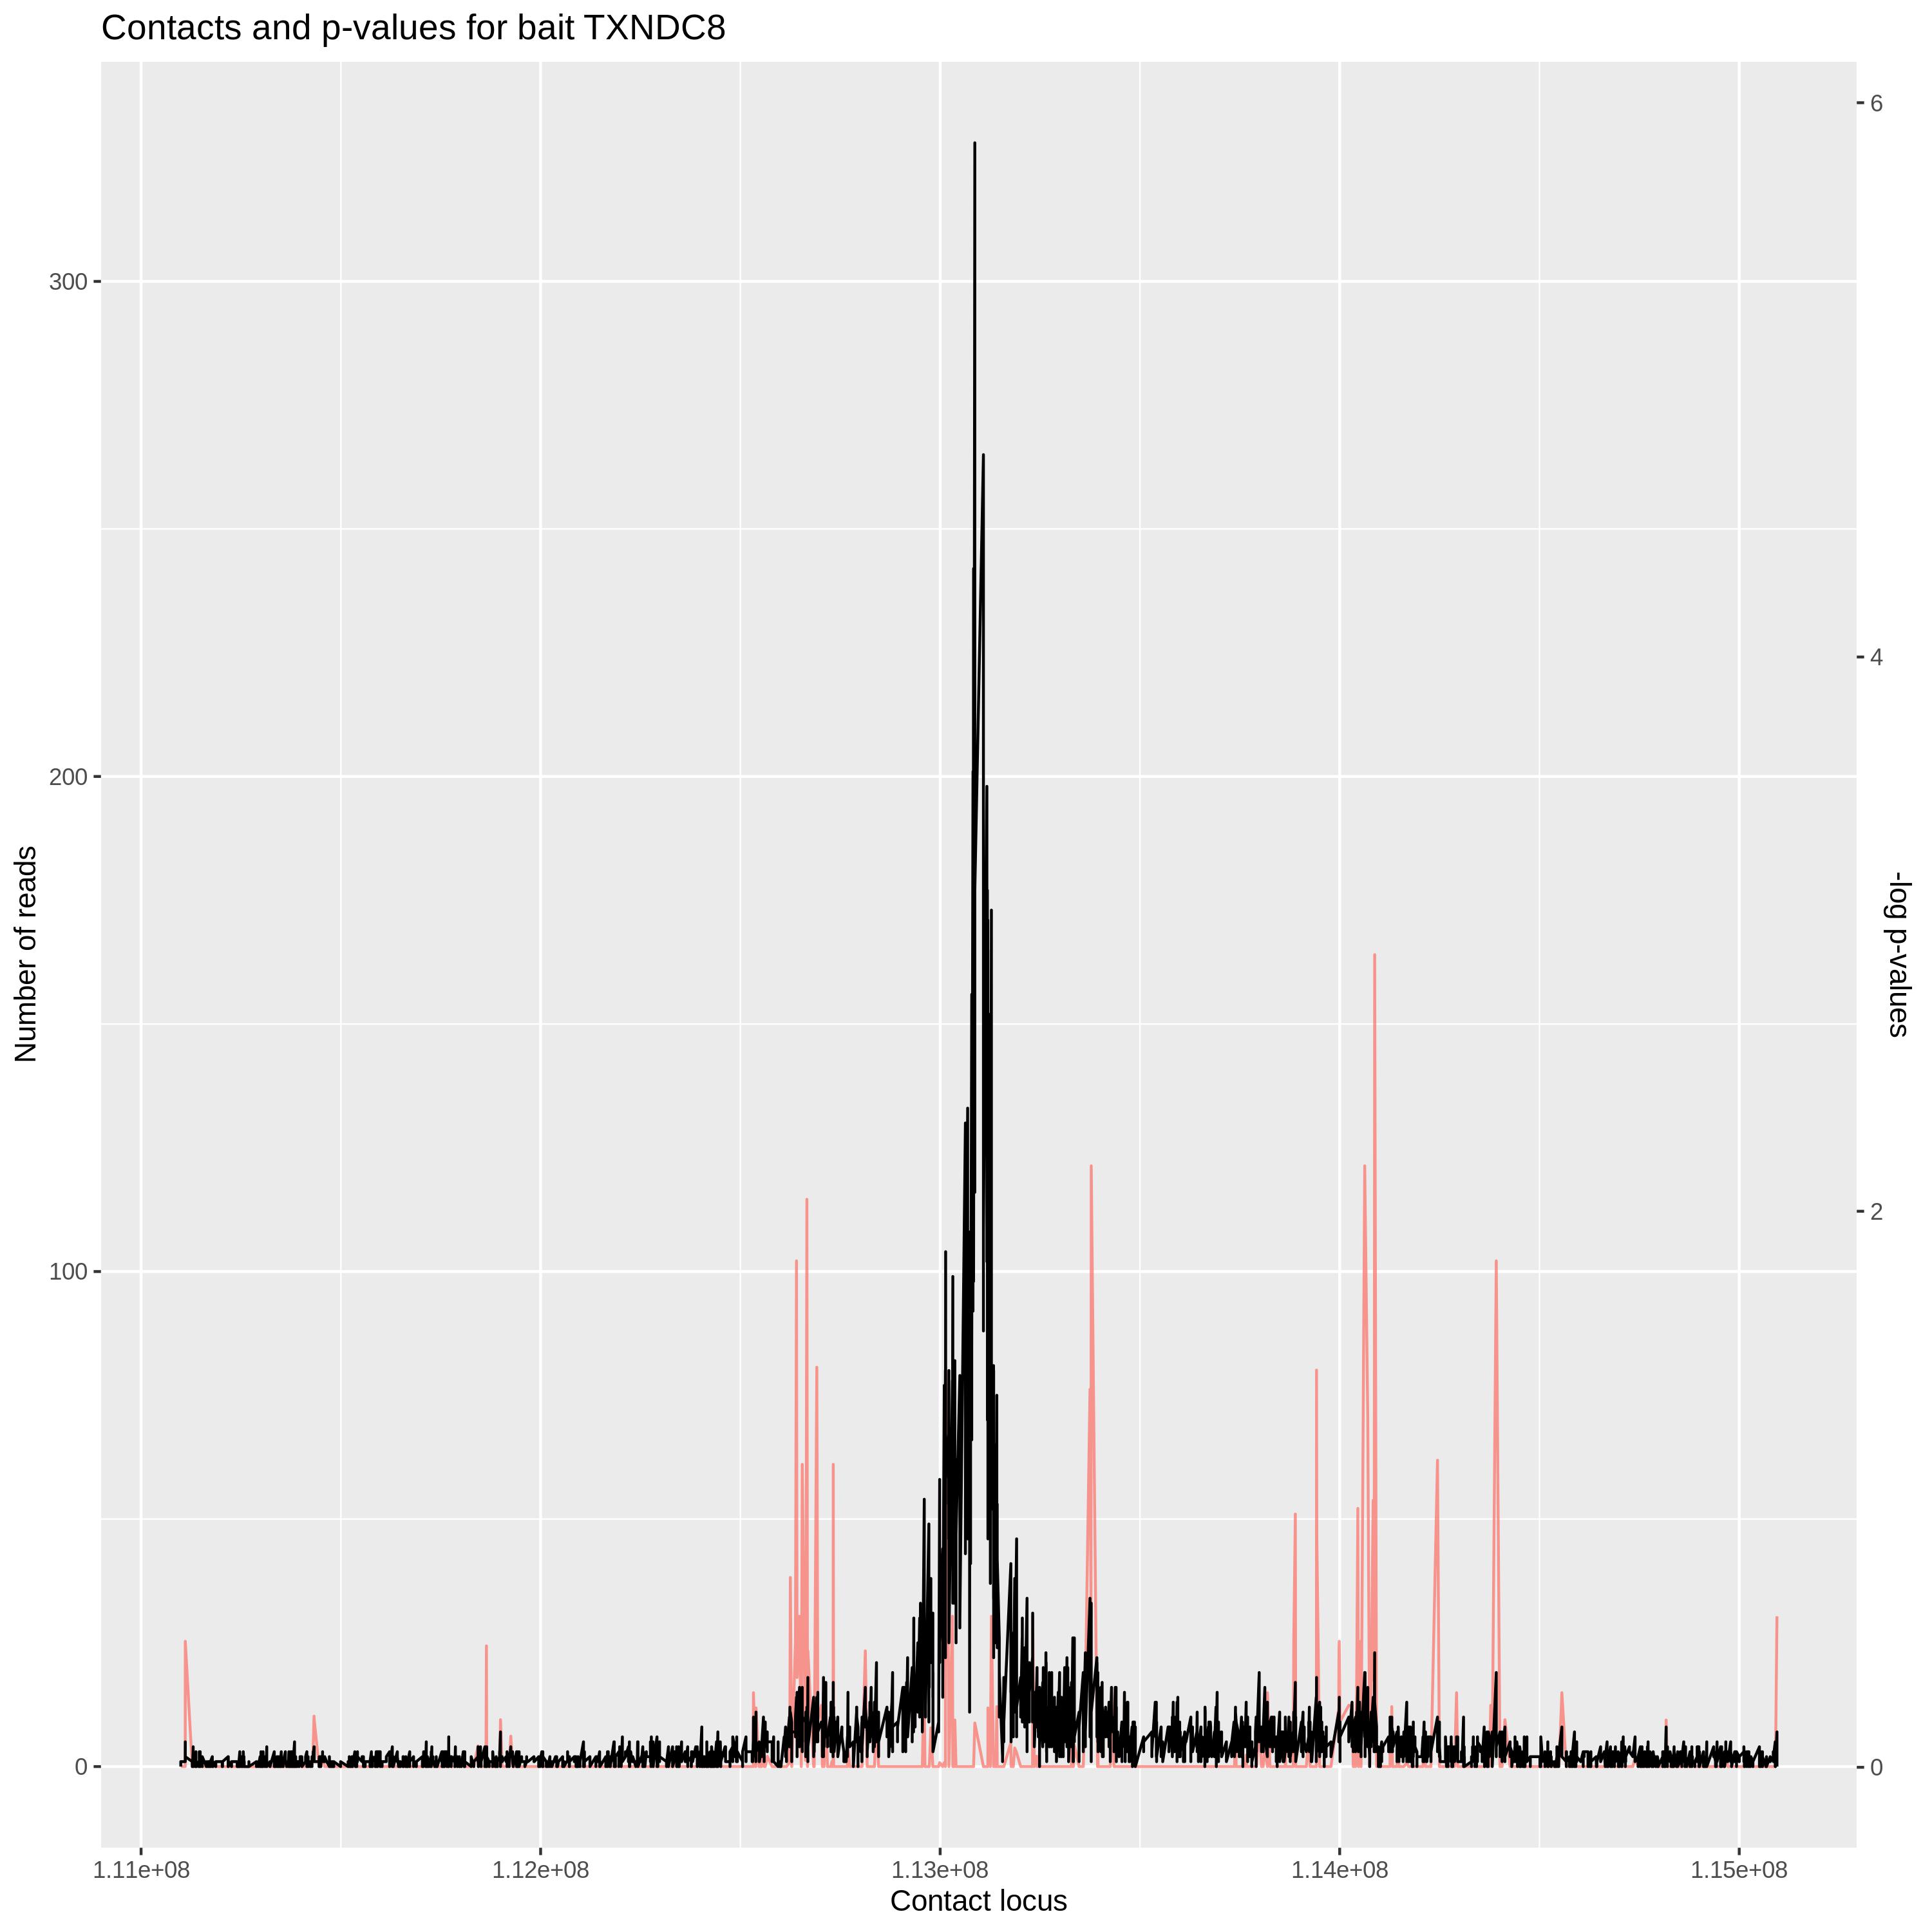 Contacts and p-values for bait TXNDC8
Number of reads
300
200
100
0
6
4
2
0
-log p-values
1.11e+08
1.12e+08
1.13e+08
1.14e+08
1.15e+08
Contact locus